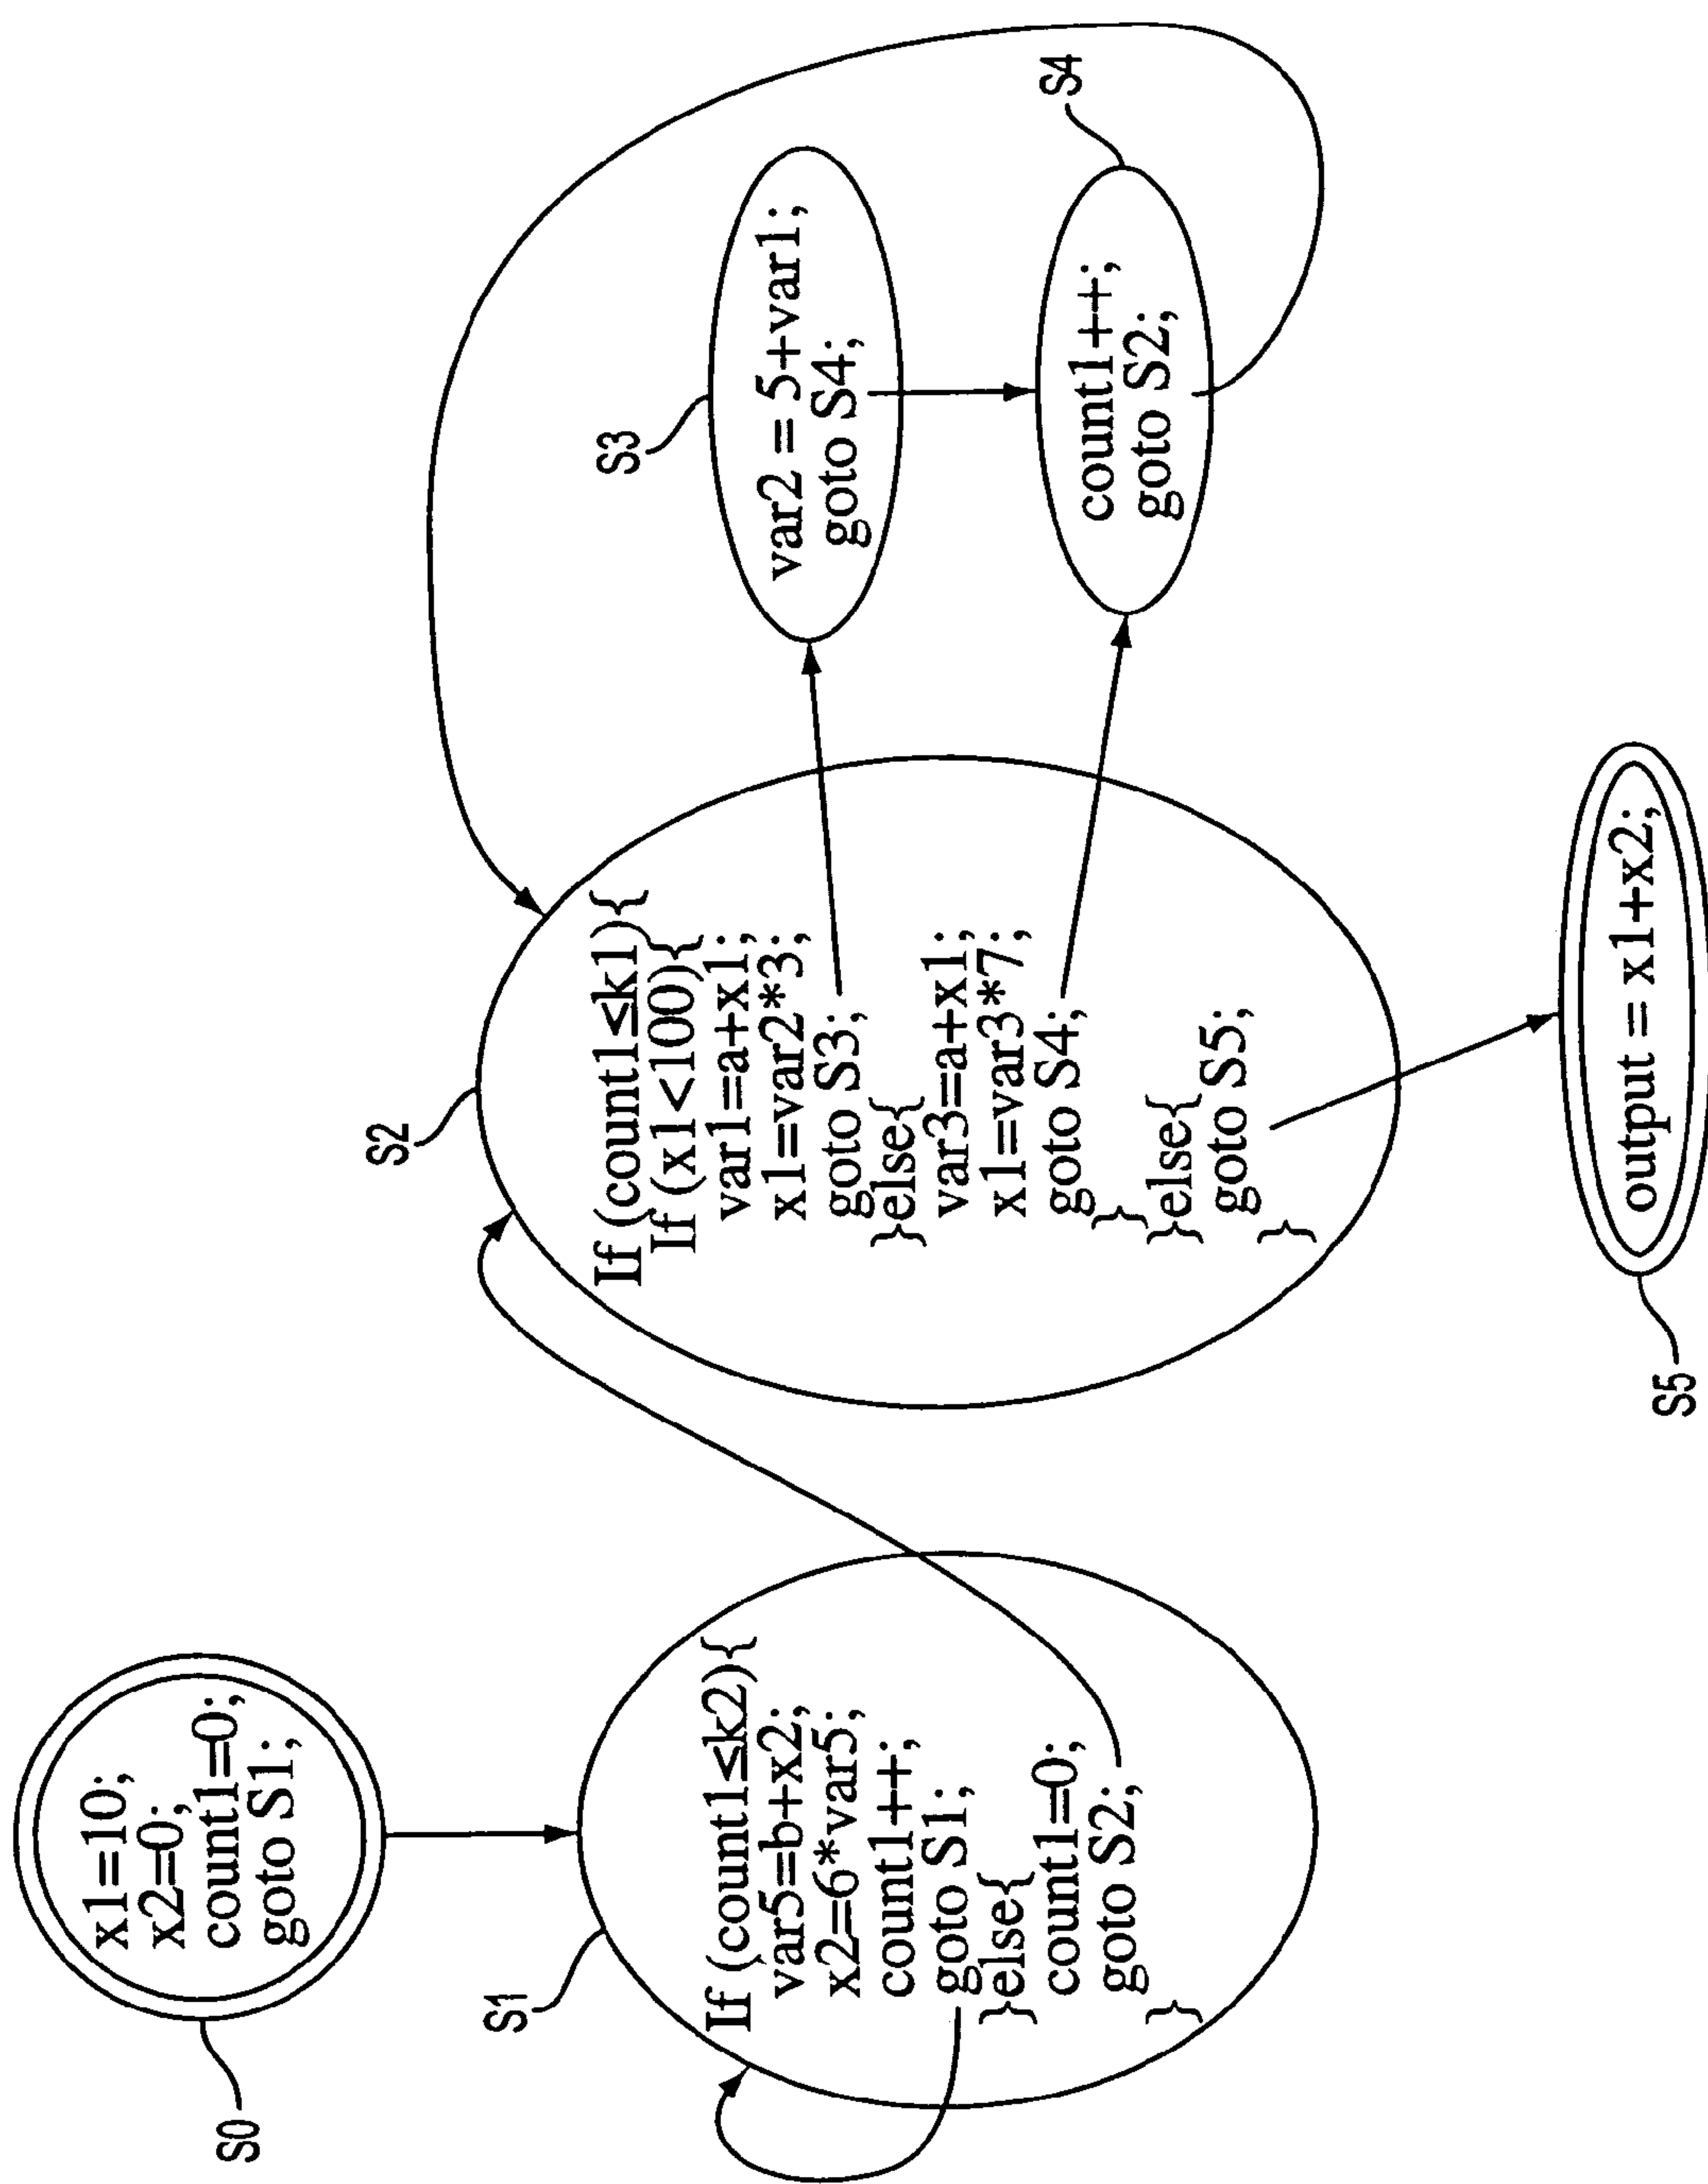 S0
x1=10;
x2=0;
count1=0;
goto S1;
S1
If (count1≤k2){
var5=b+x2;
x2=6*var5;
count1++;
goto S1;
}else{
count1=0;
goto S2;
}
S2
If (count1≤k1){
If (x1<100){
var1=a+x1;
x1=var2*3;
goto S3;
}else{
var3=a+x1;
x1=var3*7;
goto S4;
}
}else{
goto S5;
}
S3
var2 = 5+var1;
goto S4;
S4
count1++;
goto S2;
S5
output = x1+x2;